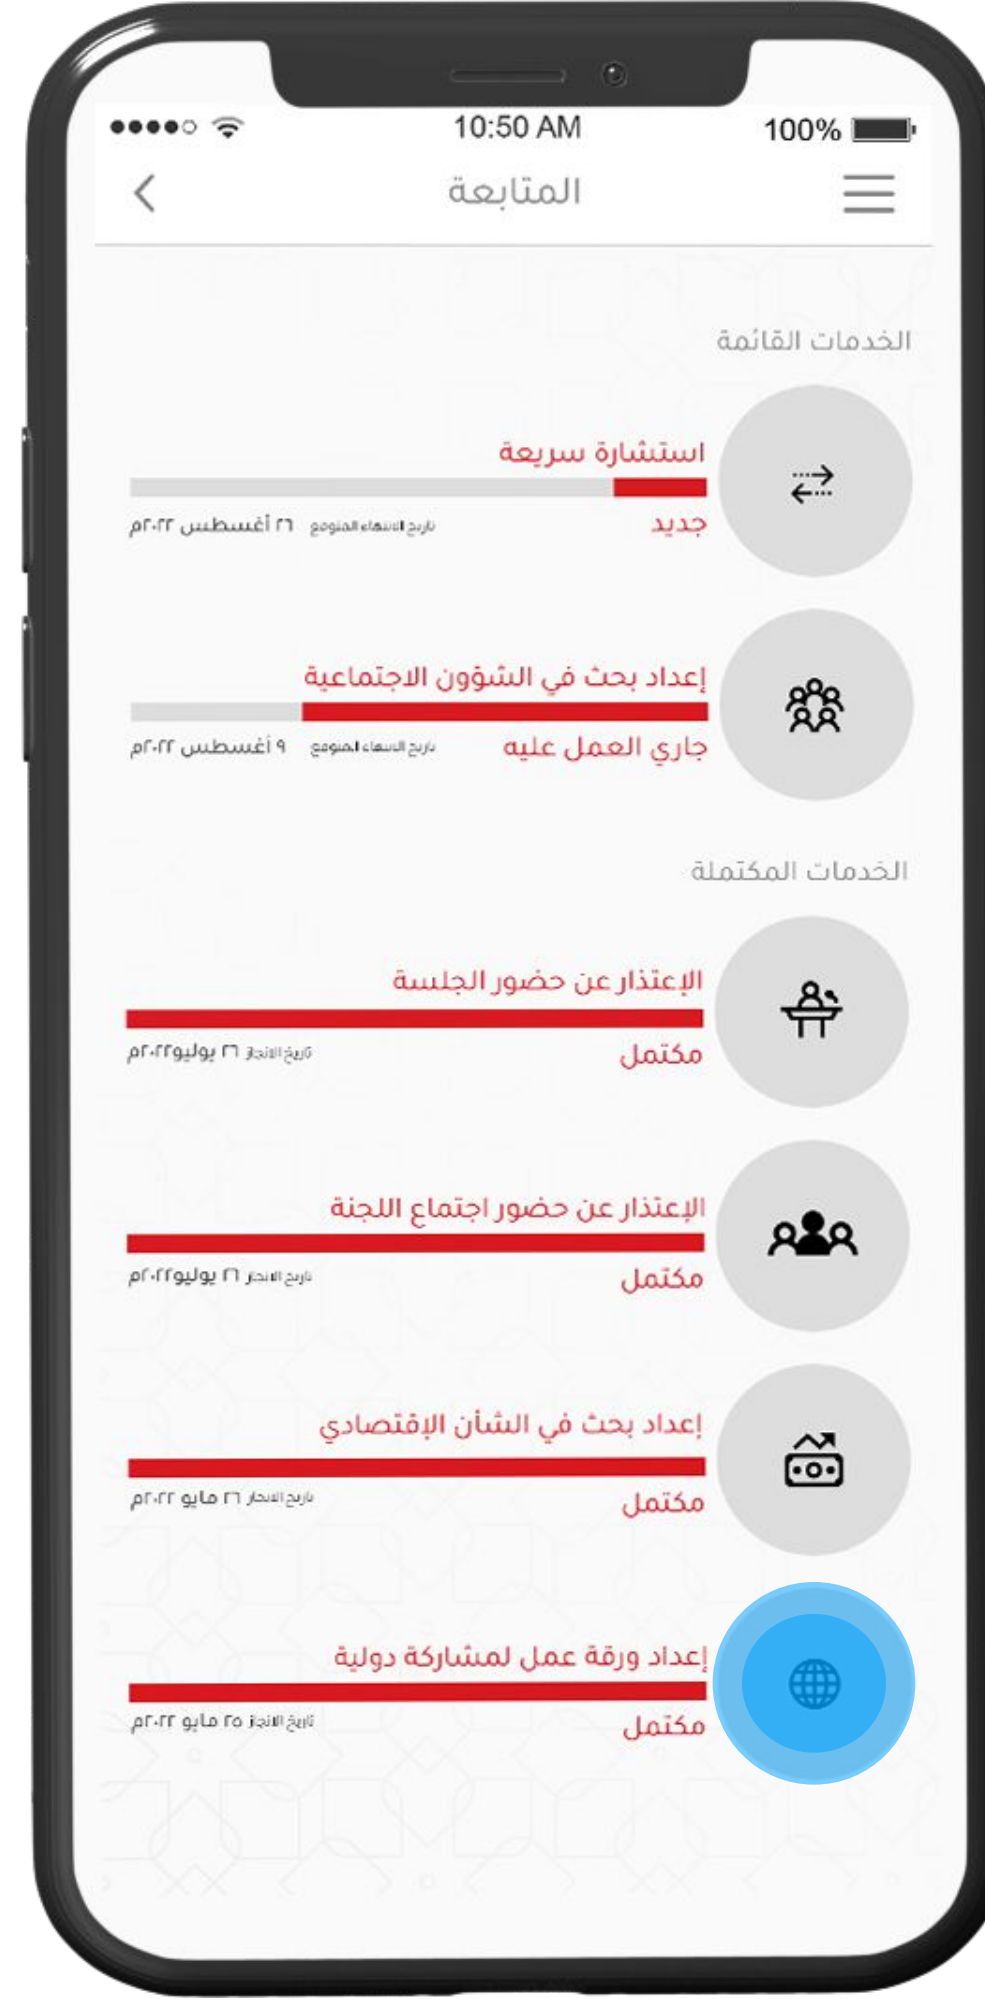 10:50 AM
100%
المتابعة
الخدمات القائمة
استشارة سريعة
جديد
تاريخ الانتهاء المتوقع ٢٦ أغسطس ٢٠٢٢م
إعداد بحث في الشؤون الاجتماعية
جاري العمل عليه
تاريخ الانتهاء المتوقع ٩ أغسطس ٢٠٢٢م
الخدمات المكتملة
الإعتذار عن حضور الجلسة
مكتمل
تاريخ الانجاز ٢٦ يوليو٢٠٢٢م
الإعتذار عن حضور اجتماع اللجنة
مكتمل
تاريخ الانجاز ٢٦ يوليو٢٠٢٢م
إعداد بحث في الشأن الإقتصادي
مكتمل
تاريخ الانجاز ٢٦ مايو ٢٠٢٢م
إعداد ورقة عمل لمشاركة دولية
مكتمل
تاريخ الانجاز ٢٥ مايو ٢٠٢٢م